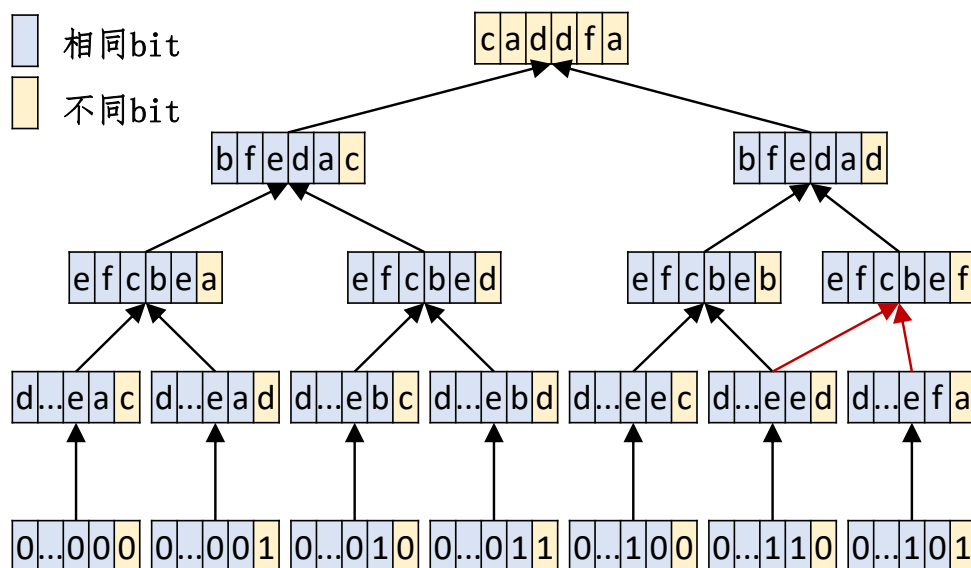 相同bit
不同bit
caddfa
bfedac
bfedad
efcbea
efcbed
efcbeb
efcbef
d...eac
d...ead
d...ebc
d...ebd
d...eec
d...eed
d...efa
0...000
0...001
0...010
0...011
0...100
0...110
0...101